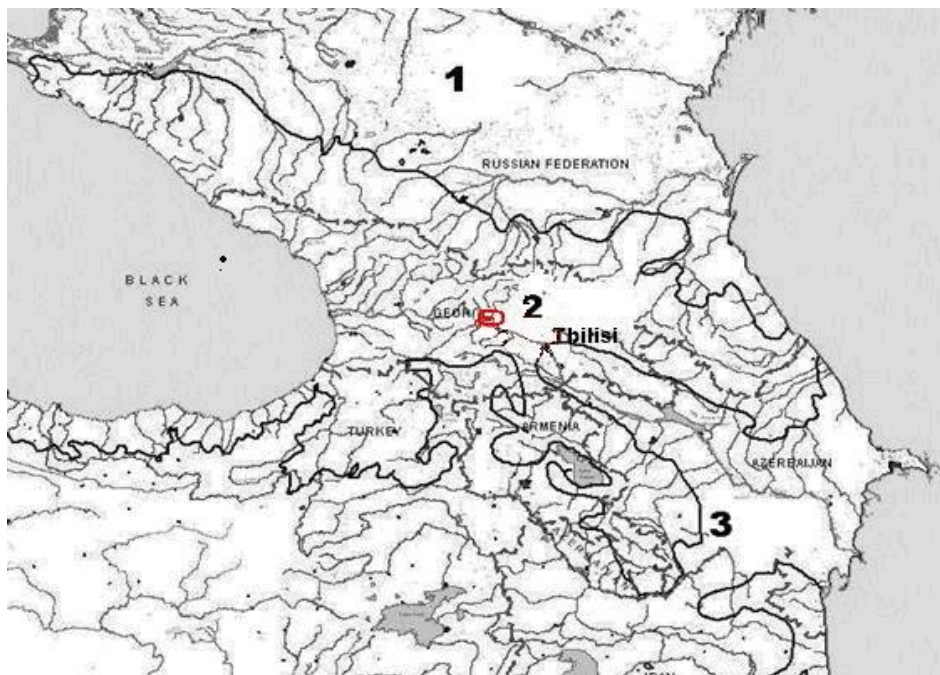 1
RUSSIAN FEDERATION
BLACK
SEA
2
Tbilisi
TURKEY
ARMENIA
AZERBAIJAN
3